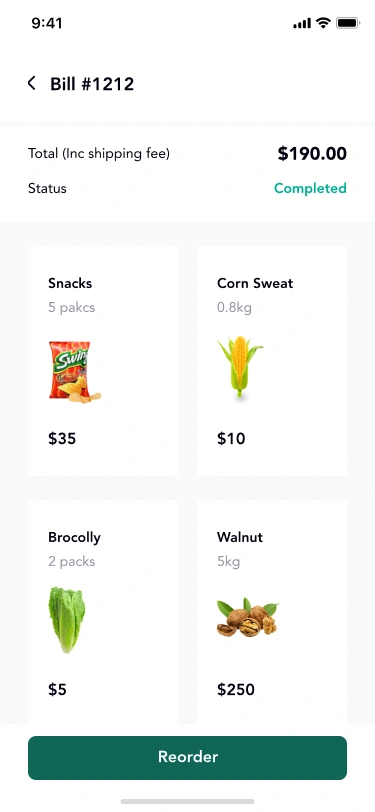 9:41
Bill #1212
Total (Inc shipping fee) $190.00
Status Completed
Snacks Corn Sweat
5 pakcs 0.8kg
$35 $10
Brocolly Walnut
2 packs 5kg
$5 $250
Reorder